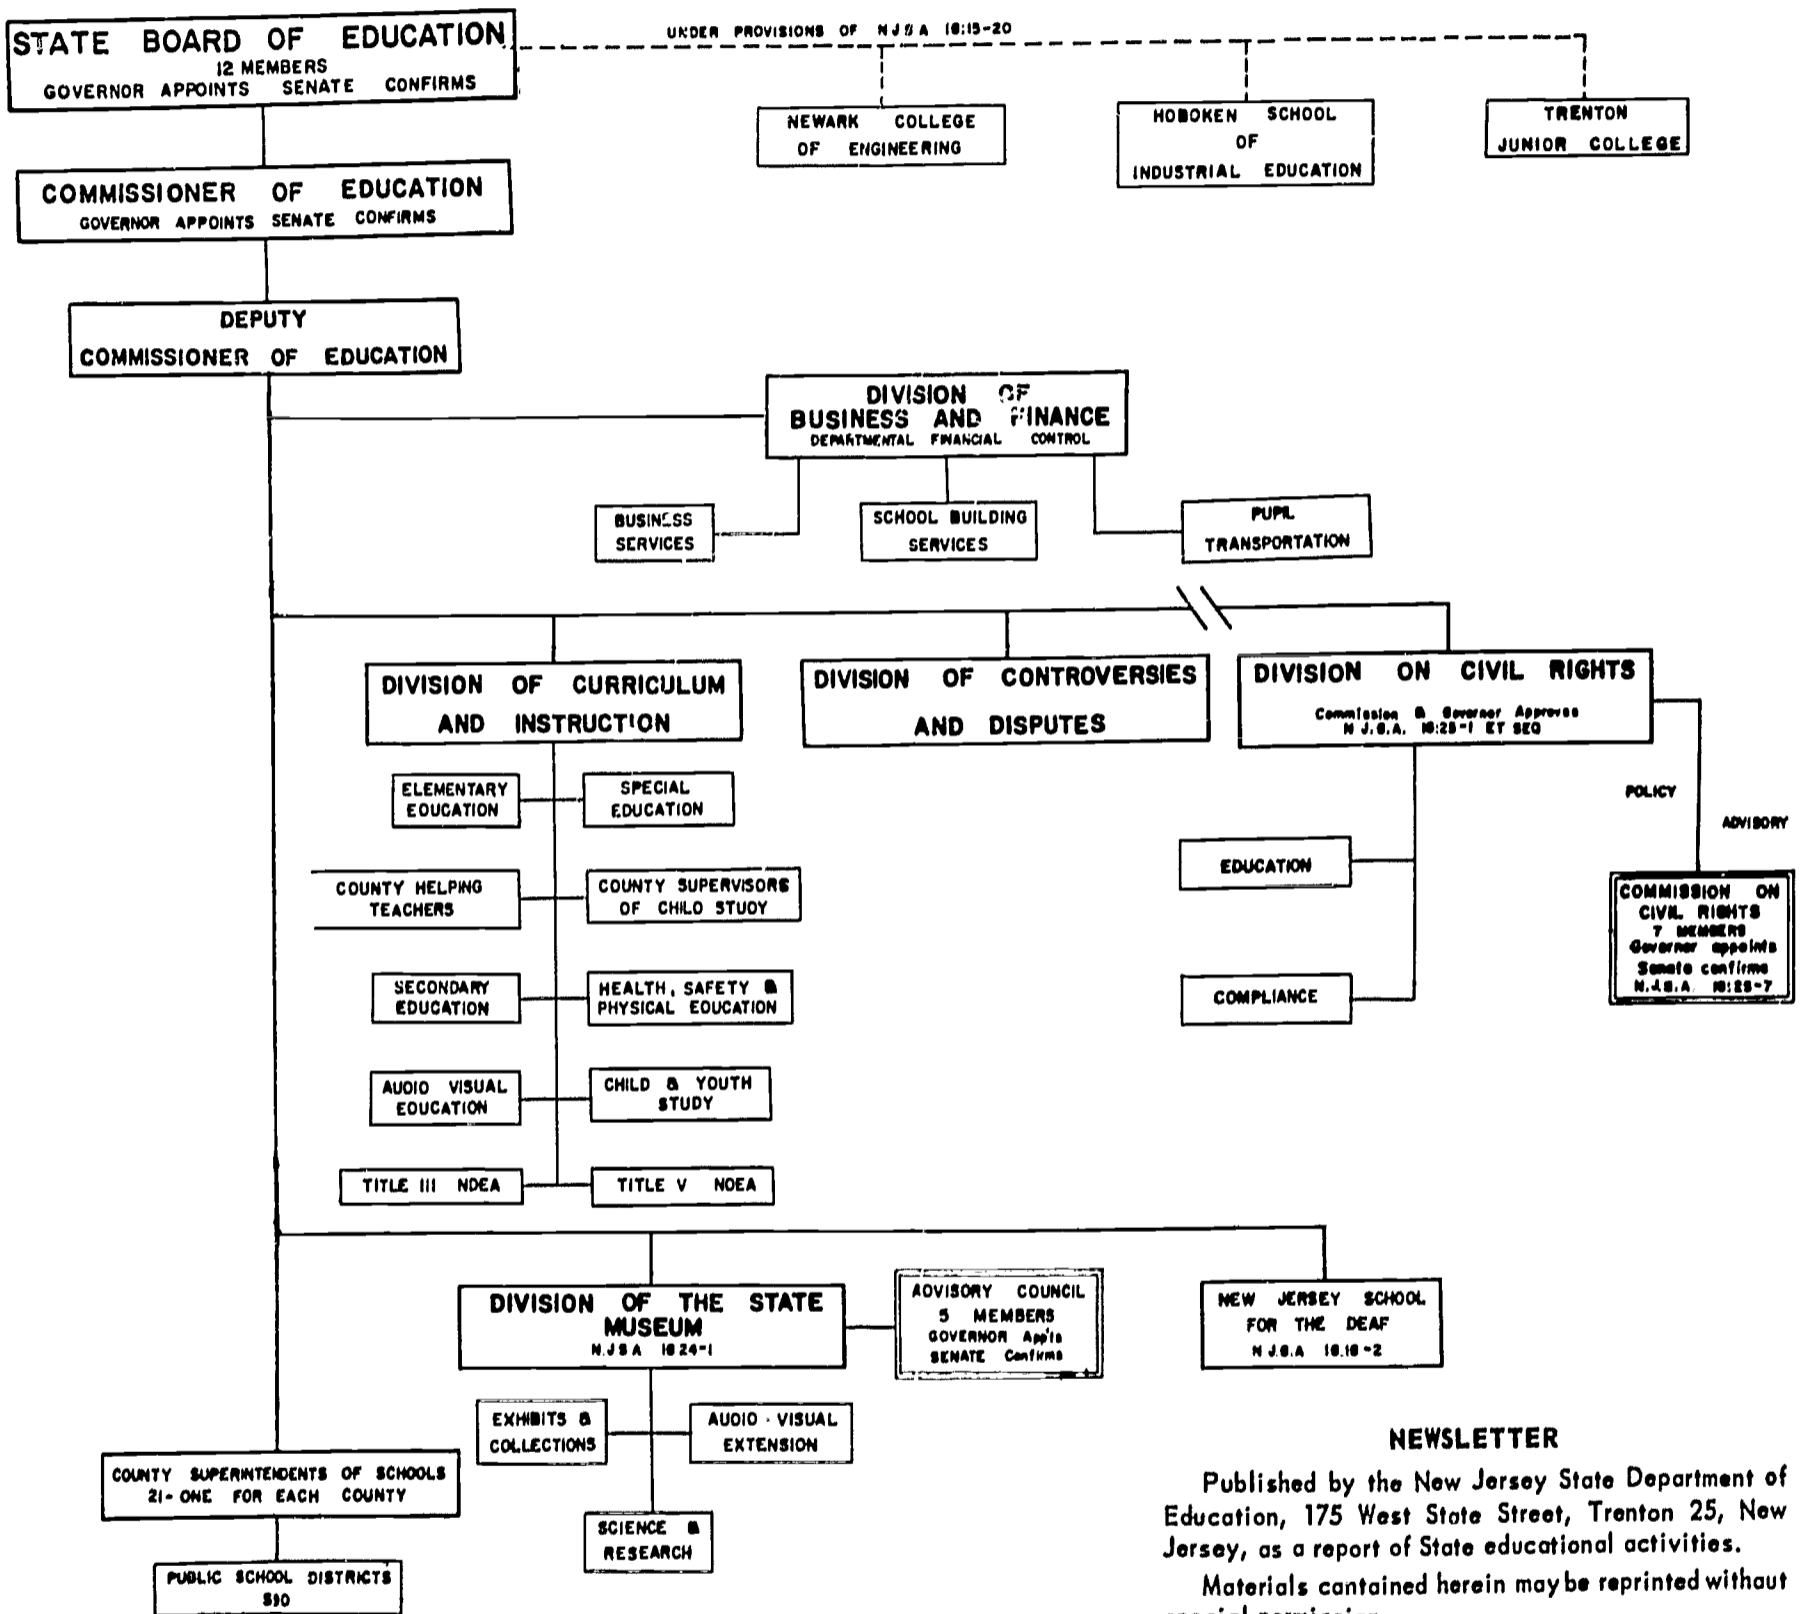 STATE BOARD OF EDUCATION
12 MEMBERS
GOVERNOR APPOINTS SENATE CONFIRMS
UNDER PROVISIONS OF N J S A 18:15-20
NEWARK COLLEGE
OF ENGINEERING
HOBOKEN SCHOOL
OF
INDUSTRIAL EDUCATION
TRENTON
JUNIOR COLLEGE
COMMISSIONER OF EDUCATION
GOVERNOR APPOINTS SENATE CONFIRMS
DEPUTY
COMMISSIONER OF EDUCATION
DIVISION OF
BUSINESS AND FINANCE
DEPARTMENTAL FINANCIAL CONTROL
BUSINESS
SERVICES
SCHOOL BUILDING
SERVICES
PUPIL
TRANSPORTATION
DIVISION OF CURRICULUM
AND INSTRUCTION
DIVISION OF CONTROVERSIES
AND DISPUTES
DIVISION ON CIVIL RIGHTS
Commission & Governor Approves
N J.S.A. 18:25-1 ET SEQ
ELEMENTARY
EDUCATION
SPECIAL
EDUCATION
COUNTY HELPING
TEACHERS
COUNTY SUPERVISORS
OF CHILD STUDY
SECONDARY
EDUCATION
HEALTH, SAFETY &
PHYSICAL EDUCATION
AUDIO VISUAL
EDUCATION
CHILD & YOUTH
STUDY
TITLE III NDEA
TITLE V NDEA
POLICY
ADVISORY
EDUCATION
COMPLIANCE
COMMISSION ON
CIVIL RIGHTS
7 MEMBERS
Governor appoints
Senate confirms
N.J.S.A. 18:25-7
DIVISION OF THE STATE
MUSEUM
N.J S A 18 24-1
ADVISORY COUNCIL
5 MEMBERS
GOVERNOR App'ts
SENATE Confirms
NEW JERSEY SCHOOL
FOR THE DEAF
N J.S.A 18.16-2
EXHIBITS &
COLLECTIONS
AUDIO - VISUAL
EXTENSION
SCIENCE &
RESEARCH
COUNTY SUPERINTENDENTS OF SCHOOLS
21- ONE FOR EACH COUNTY
PUBLIC SCHOOL DISTRICTS
NEWSLETTER
Published by the New Jersey State Department of
Education, 175 West State Street, Trenton 25, New
Jersey, as a report of State educational activities.
Materials contained herein may be reprinted without